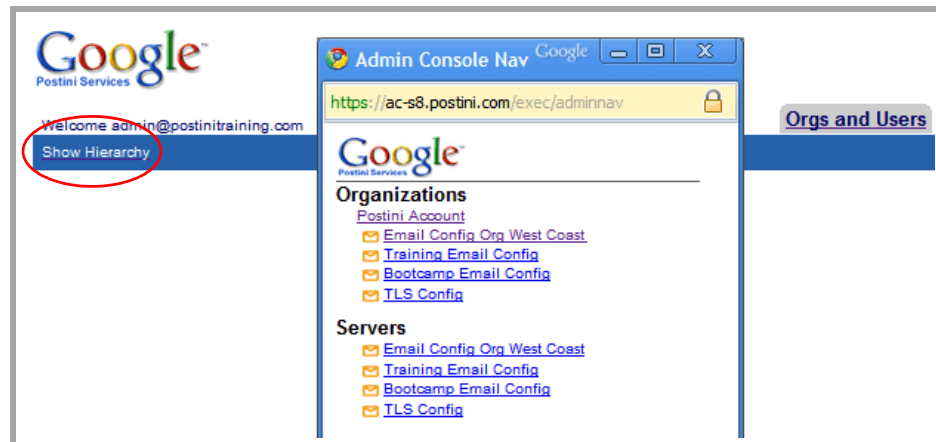 Google™
Postini Services
Welcome admin@postinitraining.com
Show Hierarchy
Orgs and Users
Admin Console Nav Google
https://ac-s8.postini.com/exec/adminnav
Google™
Postini Services
Organizations
Postini Account
Email Config Org West Coast
Training Email Config
Bootcamp Email Config
TLS Config
Servers
Email Config Org West Coast
Training Email Config
Bootcamp Email Config
TLS Config